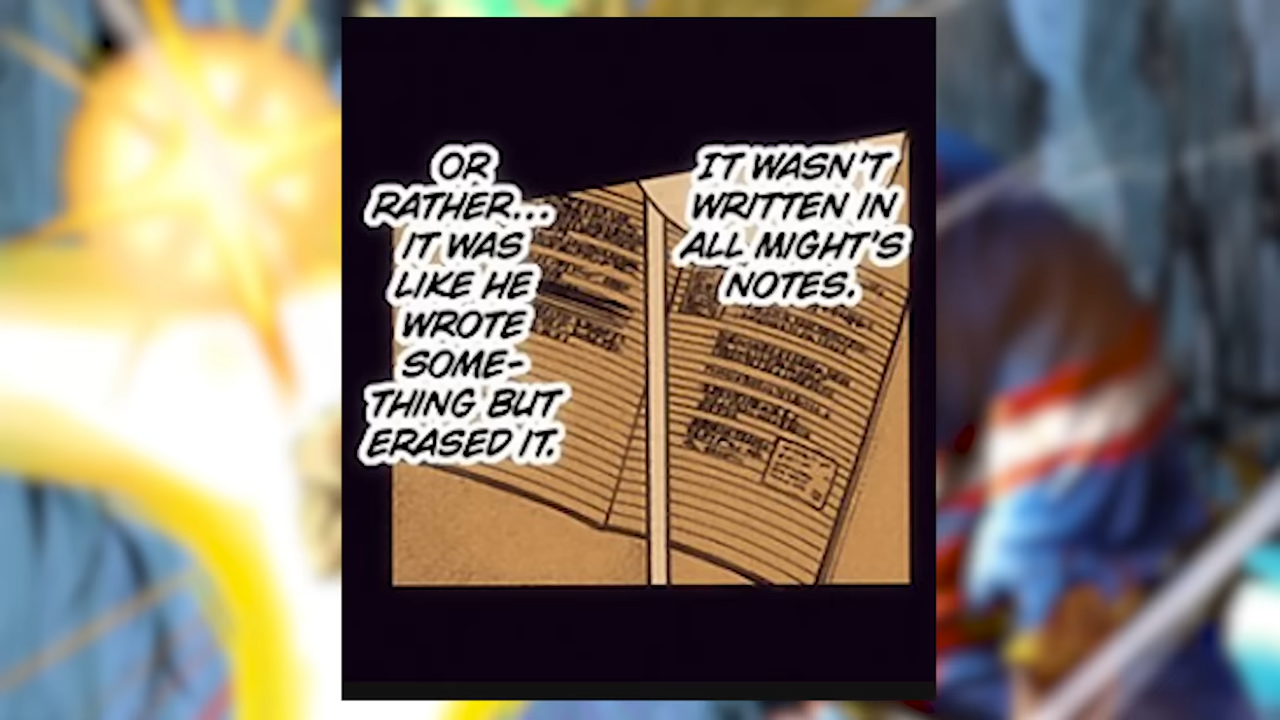 IT WASN'T
WRITTEN IN
ALL MIGHT'S
NOTES.
OR
RATHER...
IT WAS
LIKE HE
WROTE
SOME-
THING BUT
ERASED IT.